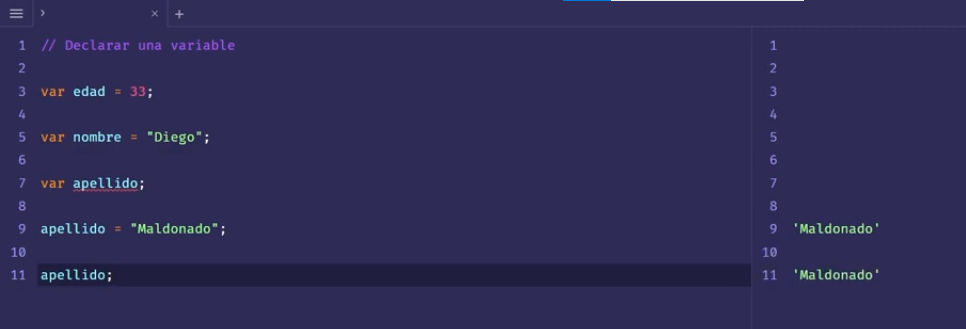 › × +
1 // Declarar una variable 1
2 2
3 var edad = 33; 3
4 4
5 var nombre = "Diego"; 5
6 6
7 var apellido; 7
8 8
9 apellido = "Maldonado"; 9 'Maldonado'
10 10
11 apellido; 11 'Maldonado'